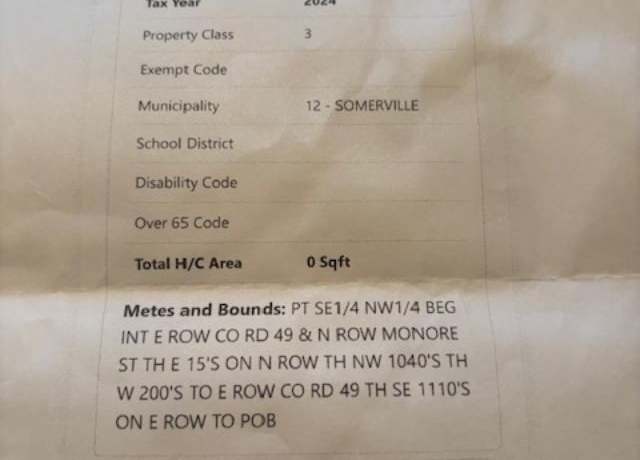 Tax Year 2024
Property Class 3
Exempt Code
Municipality 12 - SOMERVILLE
School District
Disability Code
Over 65 Code
Total H/C Area 0 Sqft
Metes and Bounds: PT SE1/4 NW1/4 BEG
INT E ROW CO RD 49 & N ROW MONORE
ST TH E 15'S ON N ROW TH NW 1040'S TH
W 200'S TO E ROW CO RD 49 TH SE 1110'S
ON E ROW TO POB